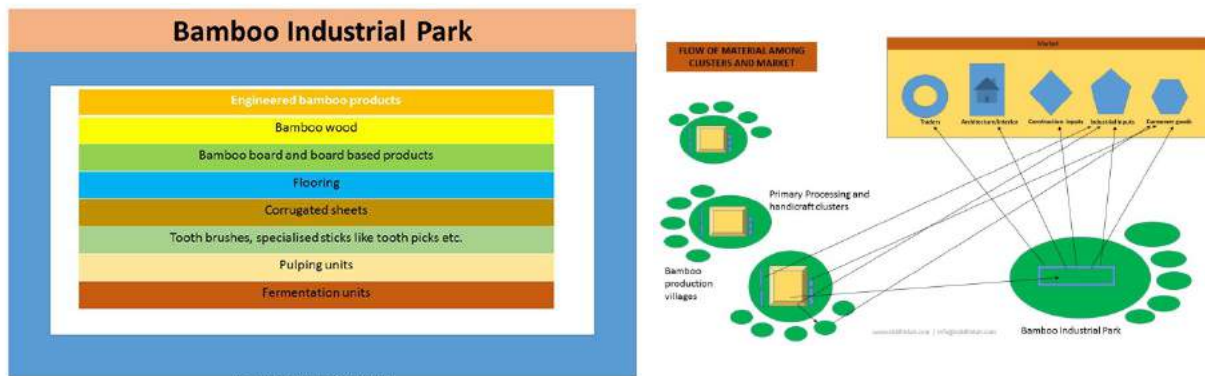 Bamboo Industrial Park
Engineered bamboo products
Bamboo wood
Bamboo board and board based products
Flooring
Corrugated sheets
Tooth brushes, specialised sticks like tooth picks etc.
Pulping units
Fermentation units
FLOW OF MATERIAL AMONG
CLUSTERS AND MARKET
Market
Traders
Architecture/Interior
Construction inputs
Industrial inputs
Consumer goods
Primary Processing and
handicraft clusters
Bamboo
production
villages
Bamboo Industrial Park